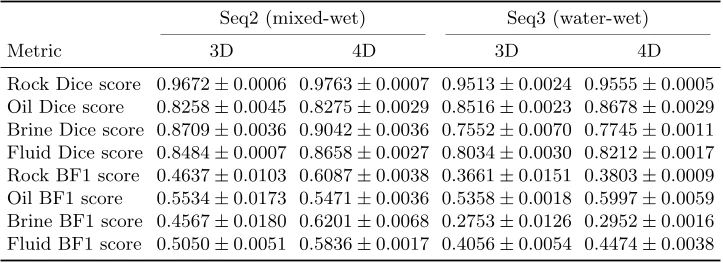 Seq2 (mixed-wet) Seq3 (water-wet)
Metric 3D 4D 3D 4D
Rock Dice score 0.9672 ± 0.0006 0.9763 ± 0.0007 0.9513 ± 0.0024 0.9555 ± 0.0005
Oil Dice score 0.8258 ± 0.0045 0.8275 ± 0.0029 0.8516 ± 0.0023 0.8678 ± 0.0029
Brine Dice score 0.8709 ± 0.0036 0.9042 ± 0.0036 0.7552 ± 0.0070 0.7745 ± 0.0011
Fluid Dice score 0.8484 ± 0.0007 0.8658 ± 0.0027 0.8034 ± 0.0030 0.8212 ± 0.0017
Rock BF1 score 0.4637 ± 0.0103 0.6087 ± 0.0038 0.3661 ± 0.0151 0.3803 ± 0.0009
Oil BF1 score 0.5534 ± 0.0173 0.5471 ± 0.0036 0.5358 ± 0.0018 0.5997 ± 0.0059
Brine BF1 score 0.4567 ± 0.0180 0.6201 ± 0.0068 0.2753 ± 0.0126 0.2952 ± 0.0016
Fluid BF1 score 0.5050 ± 0.0051 0.5836 ± 0.0017 0.4056 ± 0.0054 0.4474 ± 0.0038